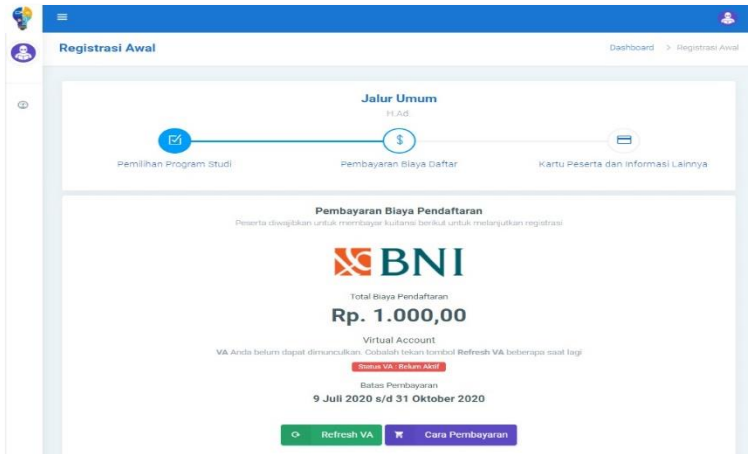 Registrasi Awal
Dashboard > Registrasi Awal
Jalur Umum
H.Ad
Pemilihan Program Studi
Pembayaran Biaya Daftar
Kartu Peserta dan Informasi Lainnya
Pembayaran Biaya Pendaftaran
Peserta diwajibkan untuk membayar kuitansi berikut untuk melanjutkan registrasi
BNI
Total Biaya Pendaftaran
Rp. 1.000,00
Virtual Account
VA Anda belum dapat dimunculkan. Cobalah tekan tombol Refresh VA beberapa saat lagi
Status VA : Belum Aktif
Batas Pembayaran
9 Juli 2020 s/d 31 Oktober 2020
Refresh VA
Cara Pembayaran